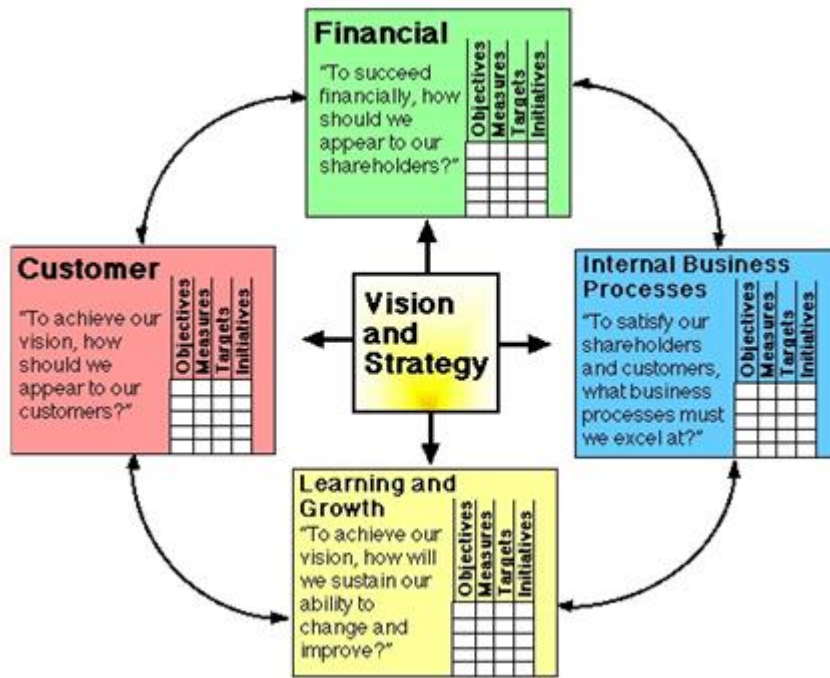 Financial
"To succeed
financially, how
should we
appear to our
shareholders?"
Objectives
Measures
Targets
Initiatives
Customer
"To achieve our
vision, how
should we
appear to our
customers?"
Objectives
Measures
Targets
Initiatives
Vision
and
Strategy
Internal Business
Processes
"To satisfy our
shareholders
and customers,
what business
processes must
we excel at?"
Objectives
Measures
Targets
Initiatives
Learning and
Growth
"To achieve our
vision, how will
we sustain our
ability to
change and
improve?"
Objectives
Measures
Targets
Initiatives